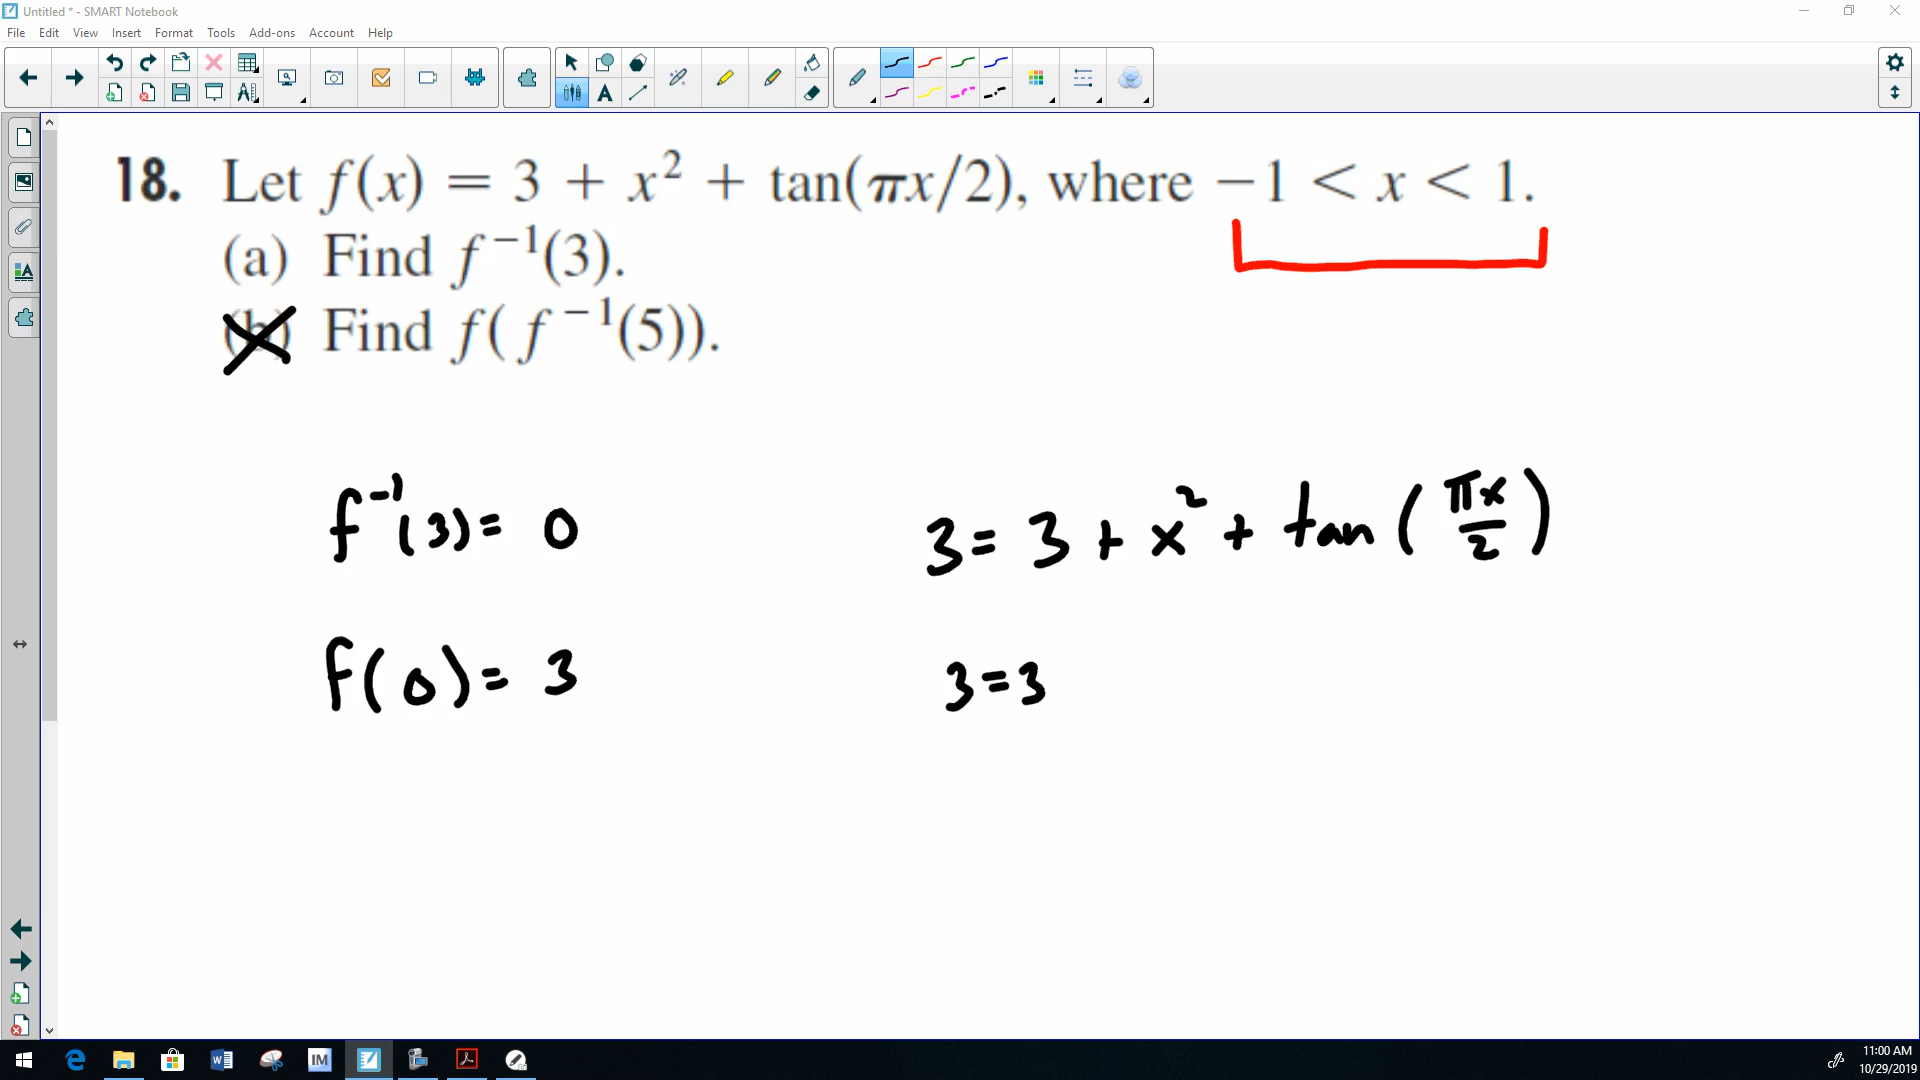 Untitled * - SMART Notebook
File Edit View Insert Format Tools Add-ons Account Help
18. Let f(x) = 3 + x² + tan(πx/2), where −1 < x < 1.
(a) Find f⁻¹(3).
(b) Find f(f⁻¹(5)).
f⁻¹(3) = 0
3 = 3 + x² + tan(πx/2)
f(0) = 3
3 = 3
IM
11:00 AM
10/29/2019